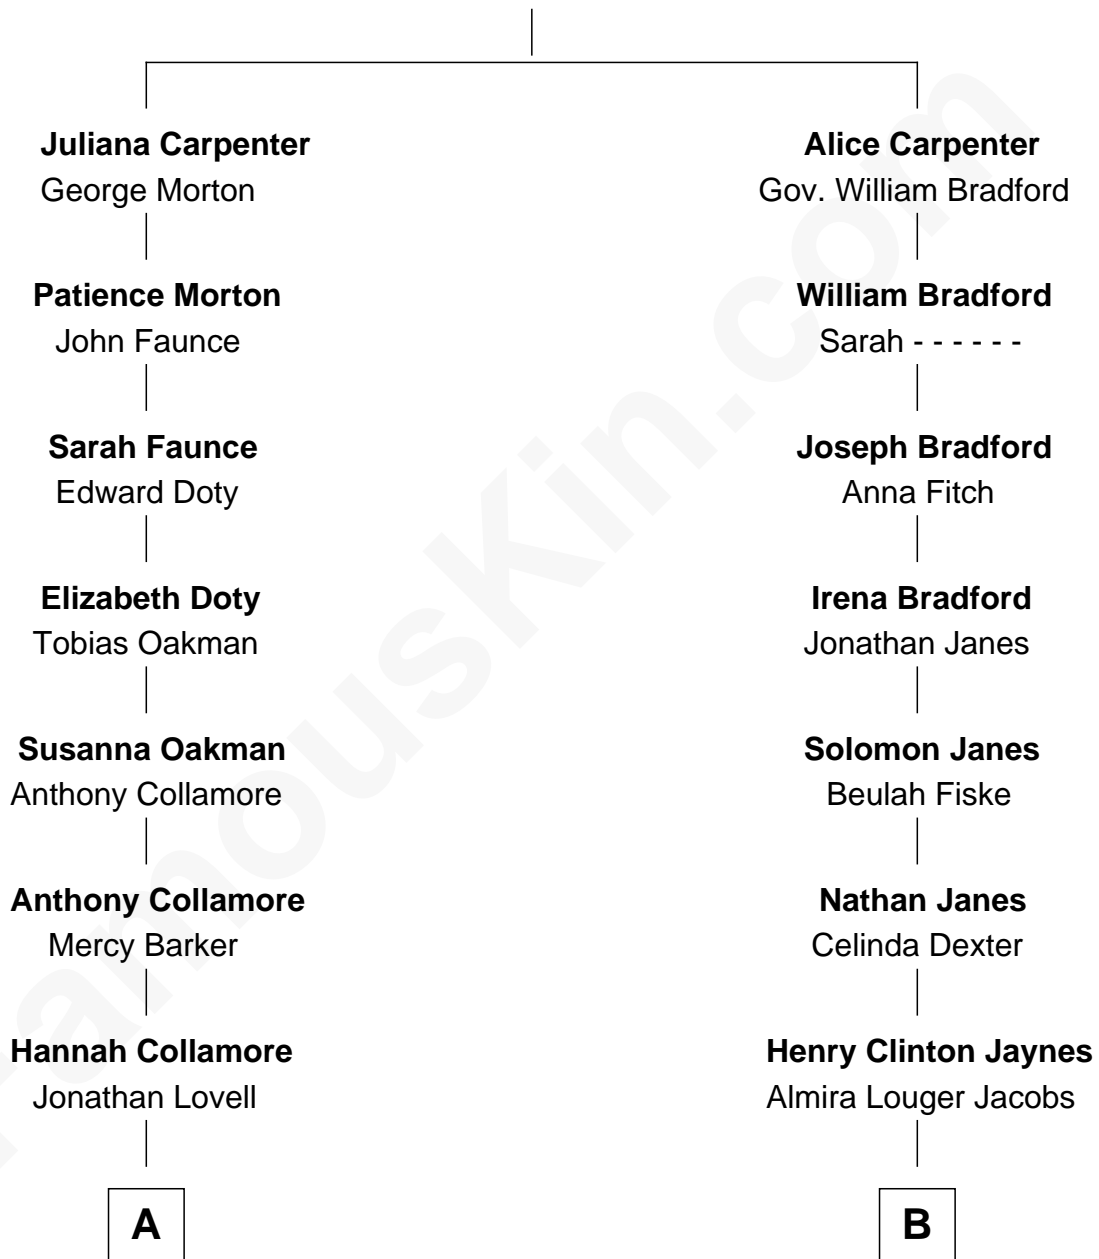 Juliana Carpenter
George Morton
Patience Morton
John Faunce
Sarah Faunce
Edward Doty
Elizabeth Doty
Tobias Oakman
Susanna Oakman
Anthony Collamore
Anthony Collamore
Mercy Barker
Hannah Collamore
Jonathan Lovell
A
Alice Carpenter
Gov. William Bradford
William Bradford
Sarah - - - - - -
Joseph Bradford
Anna Fitch
Irena Bradford
Jonathan Janes
Solomon Janes
Beulah Fiske
Nathan Janes
Celinda Dexter
Henry Clinton Jaynes
Almira Louger Jacobs
B
FamousKin.com